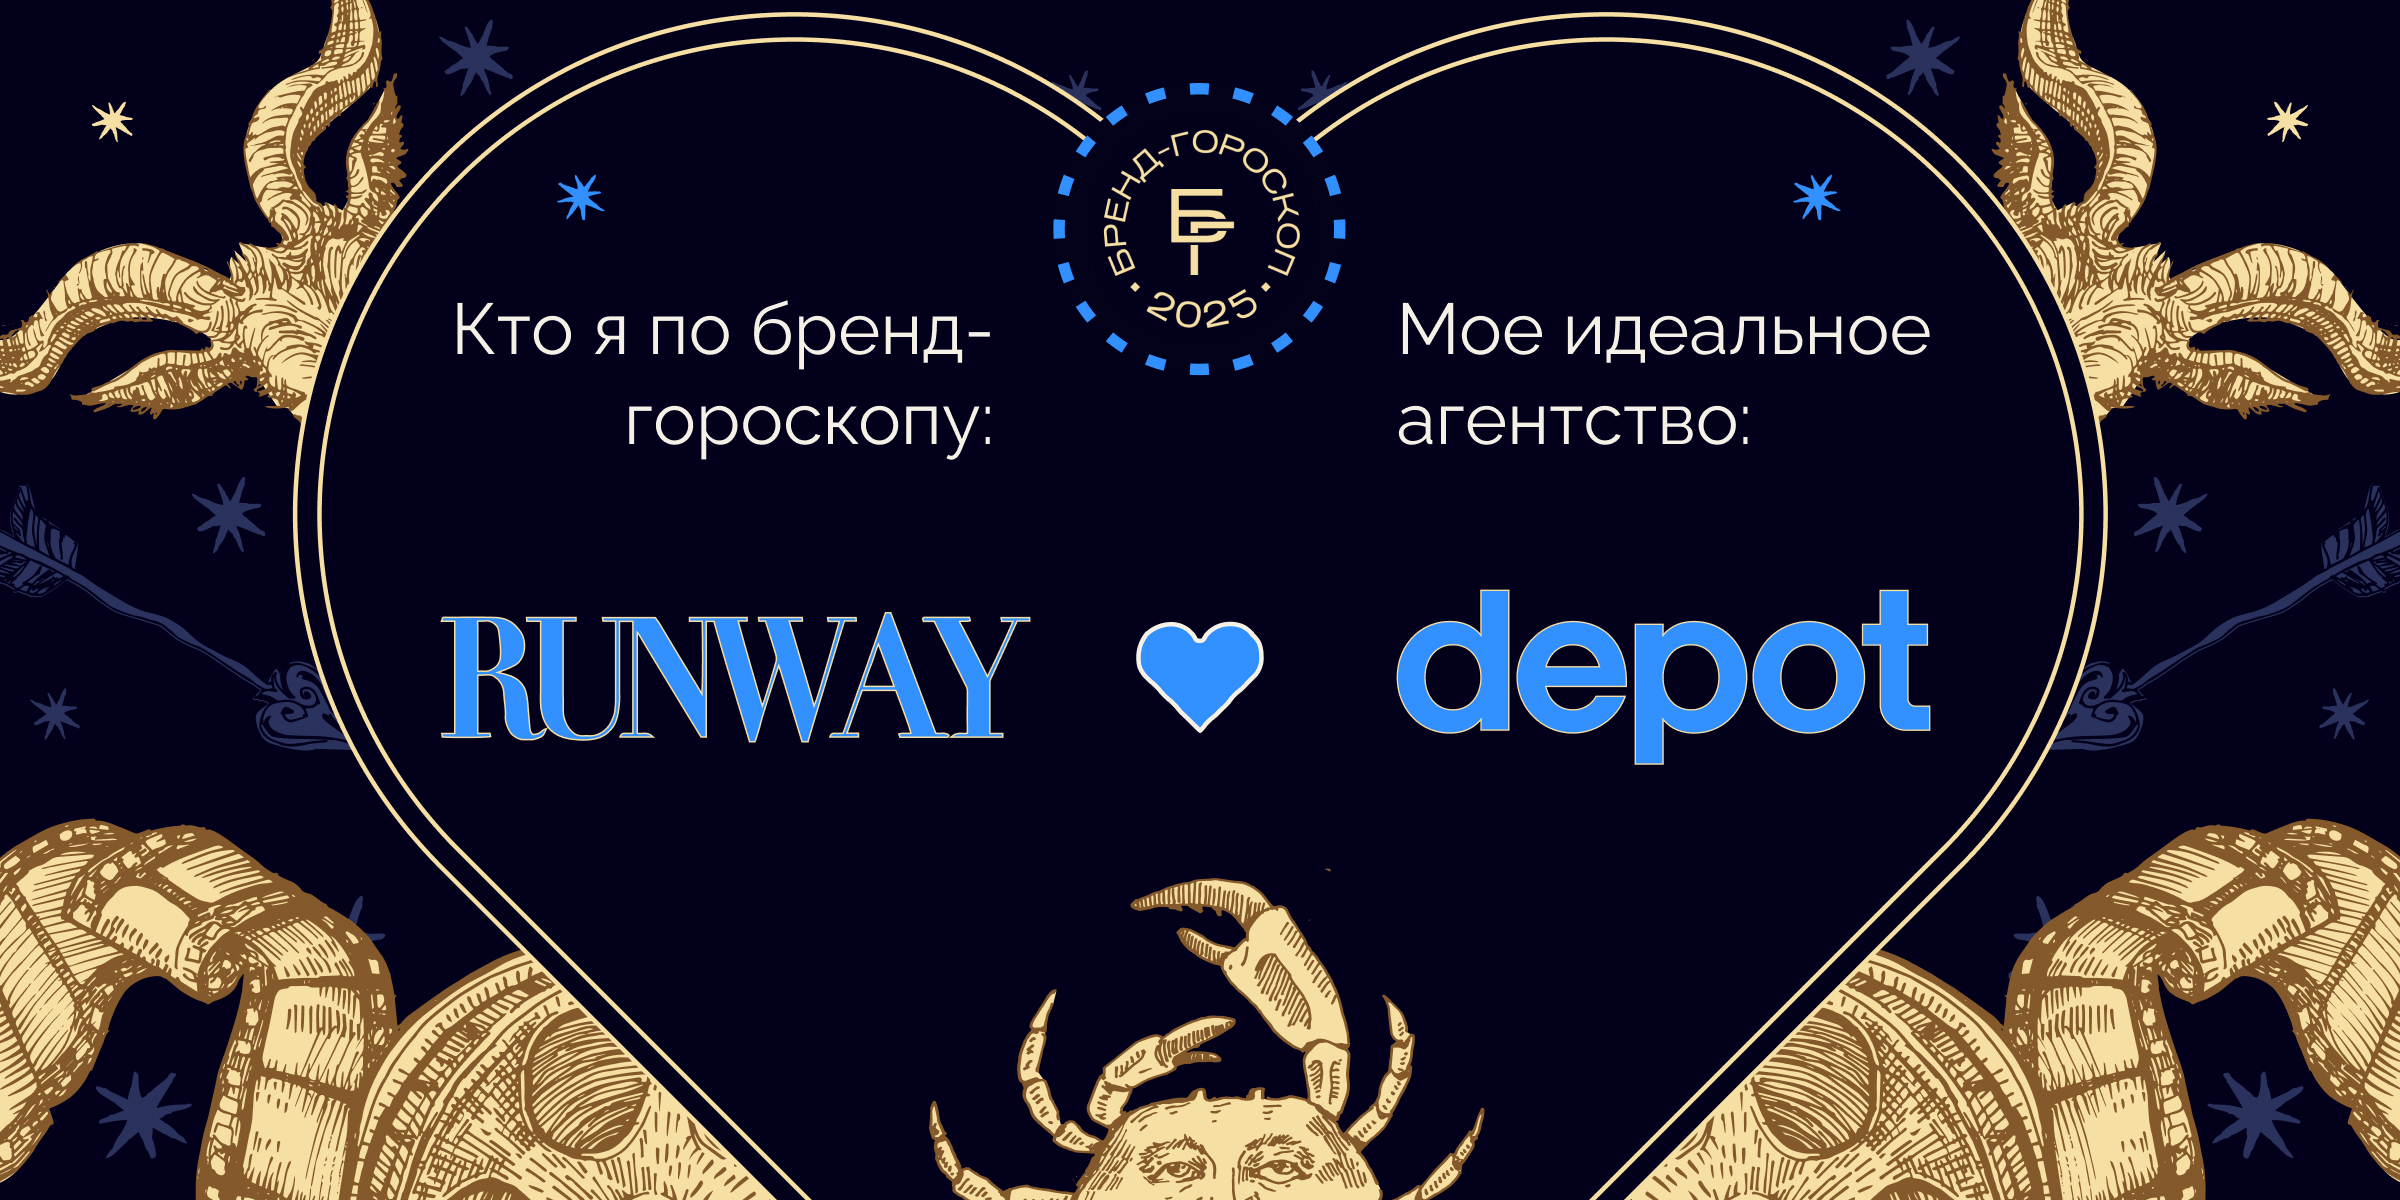 БРЕНД-ГОРОСКОП
БГ
• 2025 •
Кто я по бренд-
гороскопу:
Мое идеальное
агентство:
RUNWAY
depot